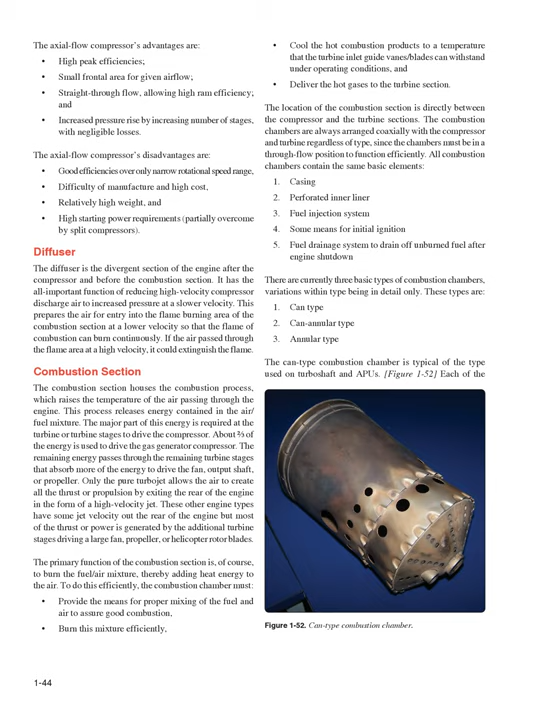 The axial-flow compressor's advantages are:
• High peak efficiencies;
• Small frontal area for given airflow;
• Straight-through flow, allowing high ram efficiency;
and
• Increased pressure rise by increasing number of stages,
with negligible losses.
The axial-flow compressor's disadvantages are:
• Good efficiencies over only narrow rotational speed range,
• Difficulty of manufacture and high cost,
• Relatively high weight, and
• High starting power requirements (partially overcome
by split compressors).
Diffuser
The diffuser is the divergent section of the engine after the
compressor and before the combustion section. It has the
all-important function of reducing high-velocity compressor
discharge air to increased pressure at a slower velocity. This
prepares the air for entry into the flame burning area of the
combustion section at a lower velocity so that the flame of
combustion can burn continuously. If the air passed through
the flame area at a high velocity, it could extinguish the flame.
Combustion Section
The combustion section houses the combustion process,
which raises the temperature of the air passing through the
engine. This process releases energy contained in the air/
fuel mixture. The major part of this energy is required at the
turbine or turbine stages to drive the compressor. About ⅔ of
the energy is used to drive the gas generator compressor. The
remaining energy passes through the remaining turbine stages
that absorb more of the energy to drive the fan, output shaft,
or propeller. Only the pure turbojet allows the air to create
all the thrust or propulsion by exiting the rear of the engine
in the form of a high-velocity jet. These other engine types
have some jet velocity out the rear of the engine but most
of the thrust or power is generated by the additional turbine
stages driving a large fan, propeller, or helicopter rotor blades.
The primary function of the combustion section is, of course,
to burn the fuel/air mixture, thereby adding heat energy to
the air. To do this efficiently, the combustion chamber must:
• Provide the means for proper mixing of the fuel and
air to assure good combustion,
• Burn this mixture efficiently,
• Cool the hot combustion products to a temperature
that the turbine inlet guide vanes/blades can withstand
under operating conditions, and
• Deliver the hot gases to the turbine section.
The location of the combustion section is directly between
the compressor and the turbine sections. The combustion
chambers are always arranged coaxially with the compressor
and turbine regardless of type, since the chambers must be in a
through-flow position to function efficiently. All combustion
chambers contain the same basic elements:
1. Casing
2. Perforated inner liner
3. Fuel injection system
4. Some means for initial ignition
5. Fuel drainage system to drain off unburned fuel after
engine shutdown
There are currently three basic types of combustion chambers,
variations within type being in detail only. These types are:
1. Can type
2. Can-annular type
3. Annular type
The can-type combustion chamber is typical of the type
used on turboshaft and APUs. [Figure 1-52] Each of the
Figure 1-52. Can-type combustion chamber.
1-44